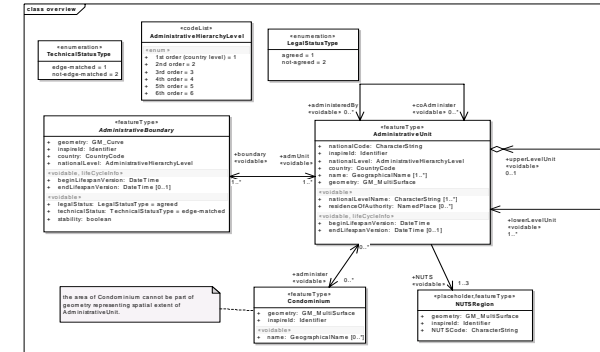 class overview
«enumeration»
TechnicalStatusType
edge-matched = 1
not-edge-matched = 2
«codeList»
AdministrativeHierarchyLevel
«enum»
+ 1st order (country level) = 1
+ 2nd order = 2
+ 3rd order = 3
+ 4th order = 4
+ 5th order = 5
+ 6th order = 6
«enumeration»
LegalStatusType
agreed = 1
not-agreed = 2
+administeredBy
«voidable» 0..*
+coAdminister
«voidable» 0..*
«featureType»
AdministrativeBoundary
+ geometry: GM_Curve
+ inspireId: Identifier
+ country: CountryCode
+ nationalLevel: AdministrativeHierarchyLevel
«voidable, lifeCycleInfo»
+ beginLifespanVersion: DateTime
+ endLifespanVersion: DateTime [0..1]
«voidable»
+ legalStatus: LegalStatusType = agreed
+ technicalStatus: TechnicalStatusType = edge-matched
+ stability: boolean
+boundary
«voidable»
1..*
+admUnit
«voidable»
1..*
«featureType»
AdministrativeUnit
+ nationalCode: CharacterString
+ inspireId: Identifier
+ nationalLevel: AdministrativeHierarchyLevel
+ country: CountryCode
+ name: GeographicalName [1..*]
+ geometry: GM_MultiSurface
«voidable»
+ nationalLevelName: CharacterString [1..*]
+ residenceOfAuthority: NamedPlace [0..*]
«voidable, lifeCycleInfo»
+ beginLifespanVersion: DateTime
+ endLifespanVersion: DateTime [0..1]
+upperLevelUnit
«voidable»
0..1
+lowerLevelUnit
«voidable»
1..*
0..*
+administer
«voidable» 0..*
+NUTS
«voidable» 1..3
the area of Condominium cannot be part of
geometry representing spatial extent of
AdministrativeUnit.
«featureType»
Condominium
+ geometry: GM_MultiSurface
+ inspireId: Identifier
«voidable»
+ name: GeographicalName [0..*]
«placeholder,featureType»
NUTSRegion
+ geometry: GM_MultiSurface
+ inspireId: Identifier
+ NUTSCode: CharacterString